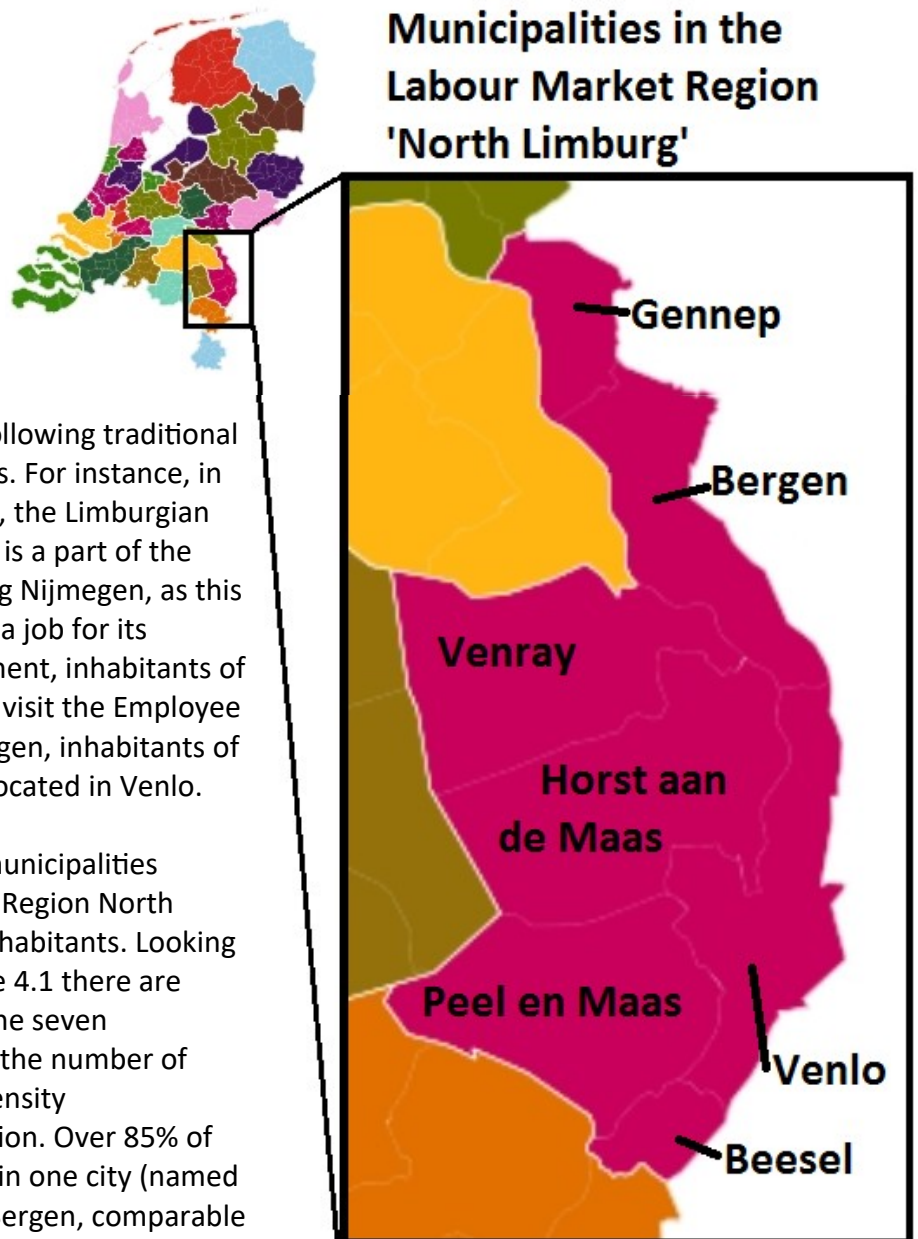 Municipalities in the
Labour Market Region
'North Limburg'
Gennep
Bergen
Venray
Horst aan
de Maas
Peel en Maas
Venlo
Beesel
ollowing traditional
s. For instance, in
, the Limburgian
is a part of the
g Nijmegen, as this
a job for its
nent, inhabitants of
visit the Employee
gen, inhabitants of
ocated in Venlo.
nunicipalities
Region North
habitants. Looking
e 4.1 there are
he seven
the number of
ensity
ion. Over 85% of
in one city (named
Bergen, comparable